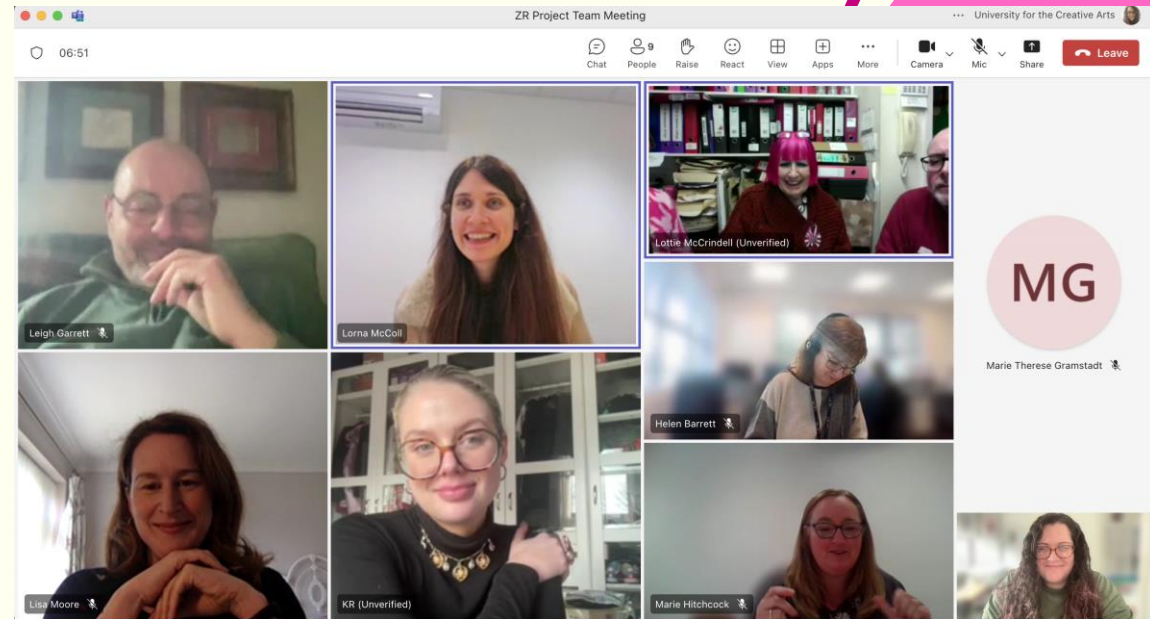 ZR Project Team Meeting
... University for the Creative Arts
06:51
9
Chat People Raise React View Apps More Camera Mic Share Leave
Leigh Garrett
Lorna McColl
Lottie McCrindell (Unverified)
MG
Marie Therese Gramstadt
Helen Barrett
Lisa Moore
KR (Unverified)
Marie Hitchcock